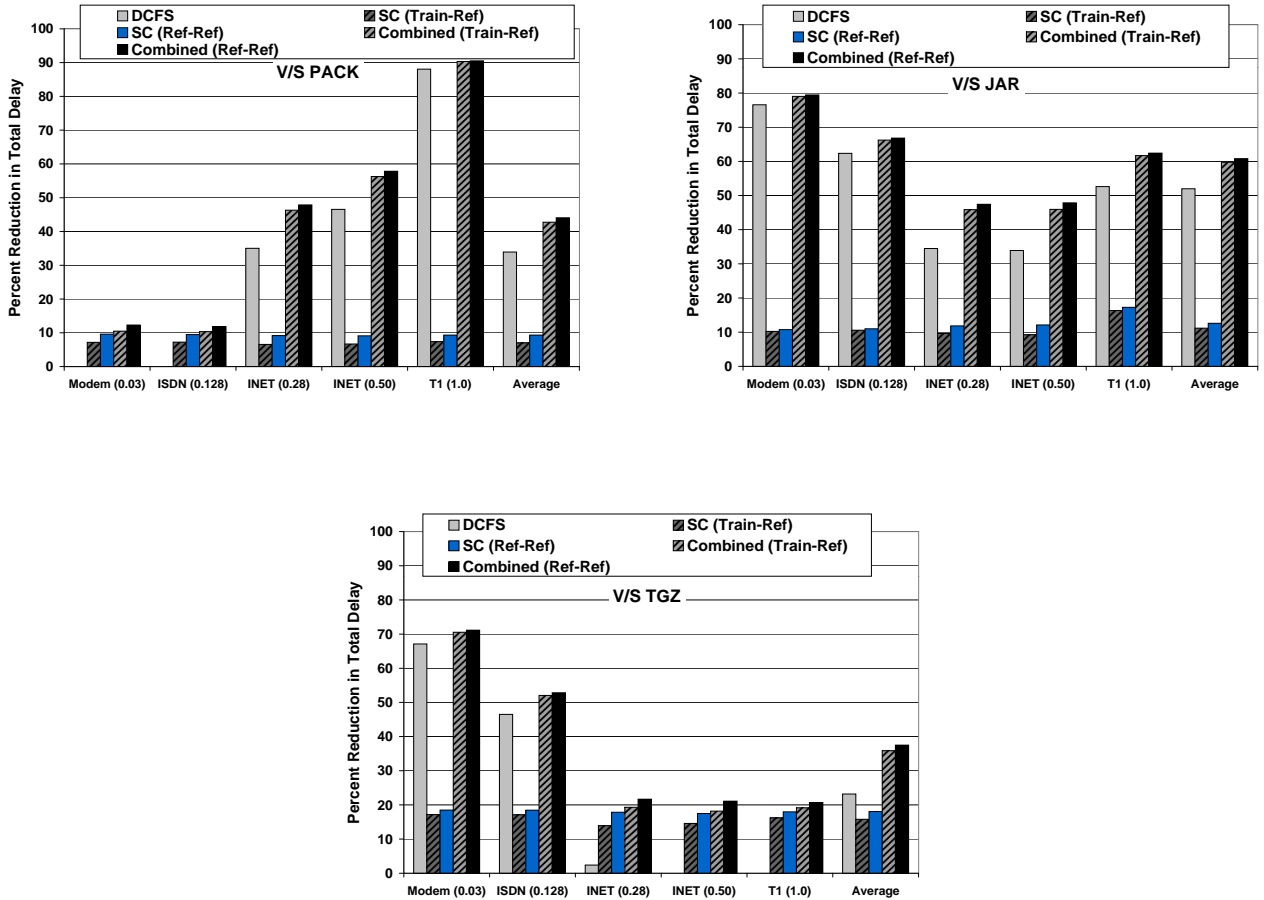 DCFS
SC (Train-Ref)
SC (Ref-Ref)
Combined (Train-Ref)
Combined (Ref-Ref)
V/S PACK
Percent Reduction in Total Delay
100
90
80
70
60
50
40
30
20
10
0
Modem (0.03) ISDN (0.128) INET (0.28) INET (0.50) T1 (1.0) Average
DCFS
SC (Train-Ref)
SC (Ref-Ref)
Combined (Train-Ref)
Combined (Ref-Ref)
V/S JAR
Percent Reduction in Total Delay
100
90
80
70
60
50
40
30
20
10
0
Modem (0.03) ISDN (0.128) INET (0.28) INET (0.50) T1 (1.0) Average
DCFS
SC (Train-Ref)
SC (Ref-Ref)
Combined (Train-Ref)
Combined (Ref-Ref)
V/S TGZ
Percent Reduction in Total Delay
100
90
80
70
60
50
40
30
20
10
0
Modem (0.03) ISDN (0.128) INET (0.28) INET (0.50) T1 (1.0) Average